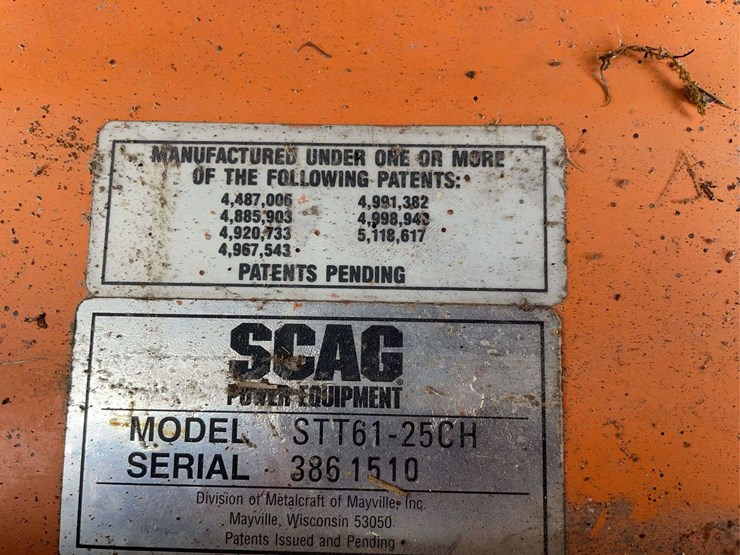 MANUFACTURED UNDER ONE OR MORE
OF THE FOLLOWING PATENTS:
4,487,006 4,991,382
4,885,903 4,998,948
4,920,733 5,118,617
4,967,543
PATENTS PENDING
SCAG
POWER EQUIPMENT
MODEL STT61-25CH
SERIAL 3861510
Division of Metalcraft of Mayville, Inc.
Mayville, Wisconsin 53050
Patents Issued and Pending